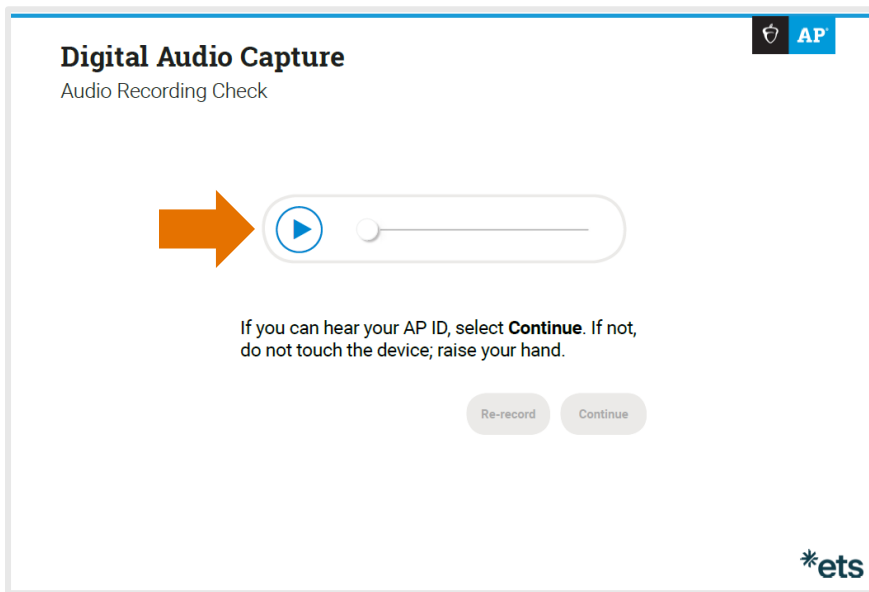 AP
Digital Audio Capture
Audio Recording Check
If you can hear your AP ID, select Continue. If not,
do not touch the device; raise your hand.
Re-record
Continue
*ets